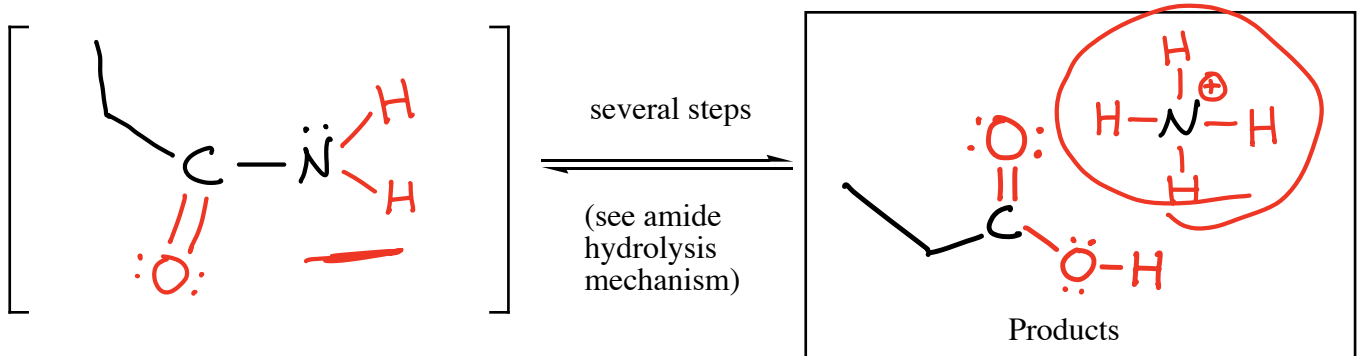 H
C
N
H
O
several steps
(see amide
hydrolysis
mechanism)
H
H
N
+
H
H
O
C
O
H
Products